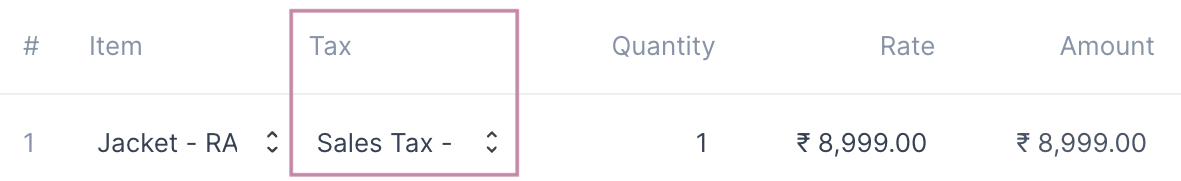 # Item Tax Quantity Rate Amount
1 Jacket - RA Sales Tax - 1 ₹ 8,999.00 ₹ 8,999.00